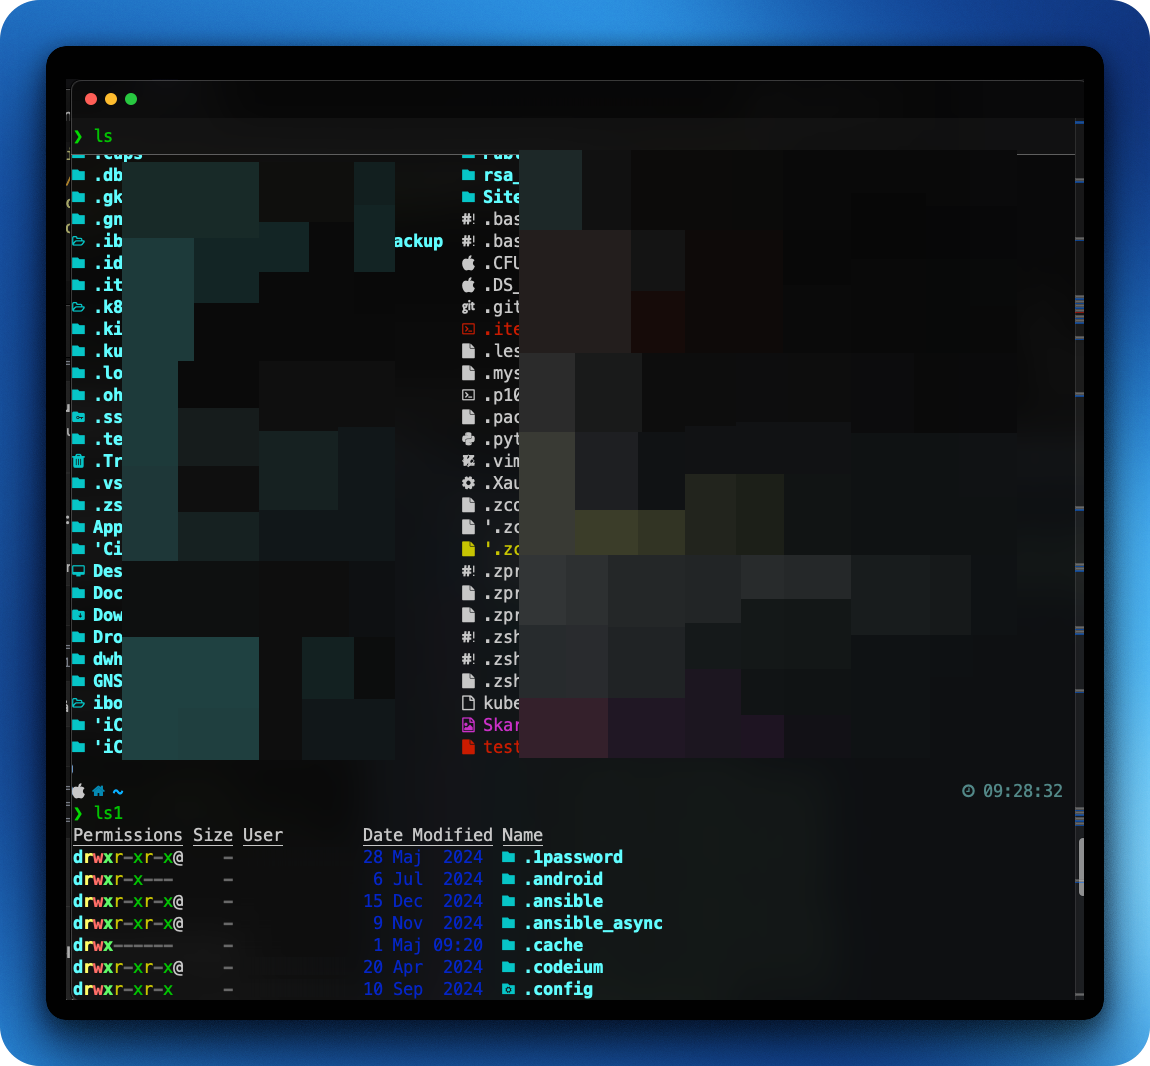 ❯ ls
.cups Publ
.db rsa_
.gk Site
.gn .bas
.ib ackup .bas
.id .CFU
.it .DS_
.k8 .git
.ki .ite
.ku .les
.lo .mys
.oh .p10
.ss .pac
.te .pyt
.Tr .vim
.vs .Xau
.zs .zco
App '.zc
'Ci '.zc
Des .zpr
Doc .zpr
Dow .zpr
Dro .zsh
dwh .zsh
GNS .zsh
ibo kube
'iC Skar
'iC test
~ 09:28:32
❯ ls1
Permissions Size User Date Modified Name
drwxr-xr-x@ - 28 Maj 2024 .1password
drwxr-x--- - 6 Jul 2024 .android
drwxr-xr-x@ - 15 Dec 2024 .ansible
drwxr-xr-x@ - 9 Nov 2024 .ansible_async
drwx------ - 1 Maj 09:20 .cache
drwxr-xr-x@ - 20 Apr 2024 .codeium
drwxr-xr-x - 10 Sep 2024 .config